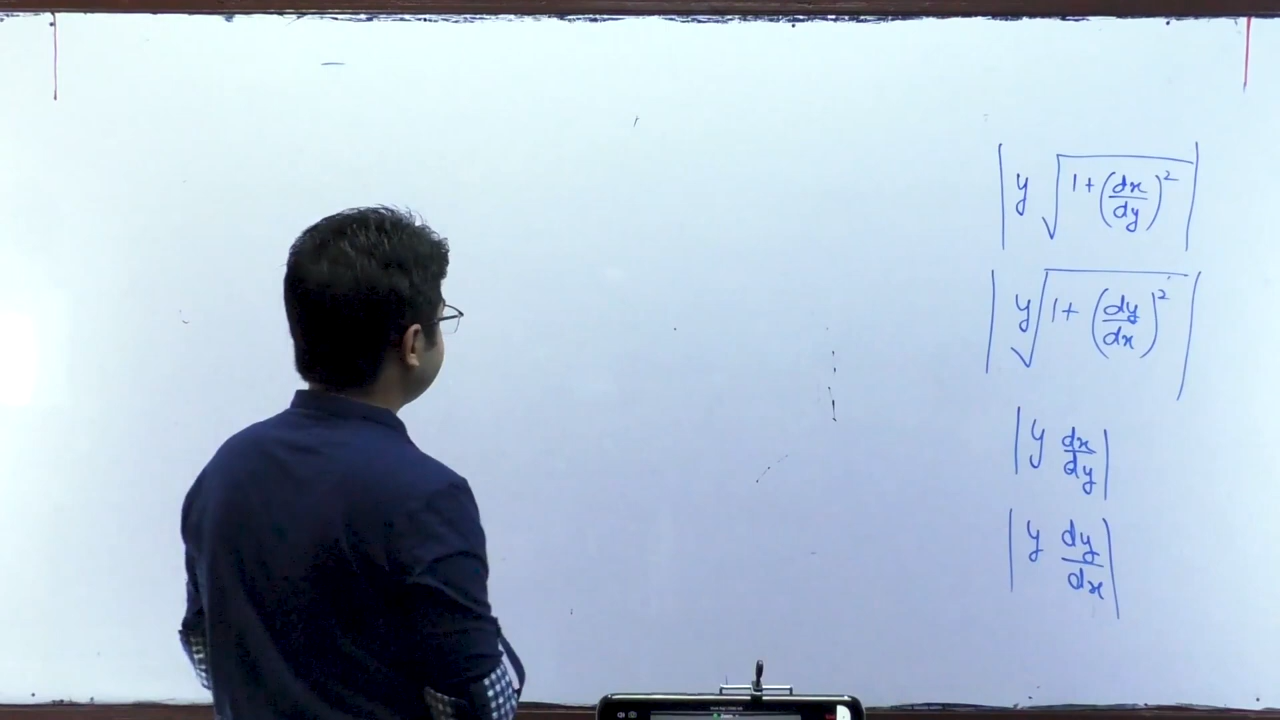 | y √(1+(dx/dy)²) |
| y √(1+(dy/dx)²) |
| y dx/dy |
| y dy/dx |